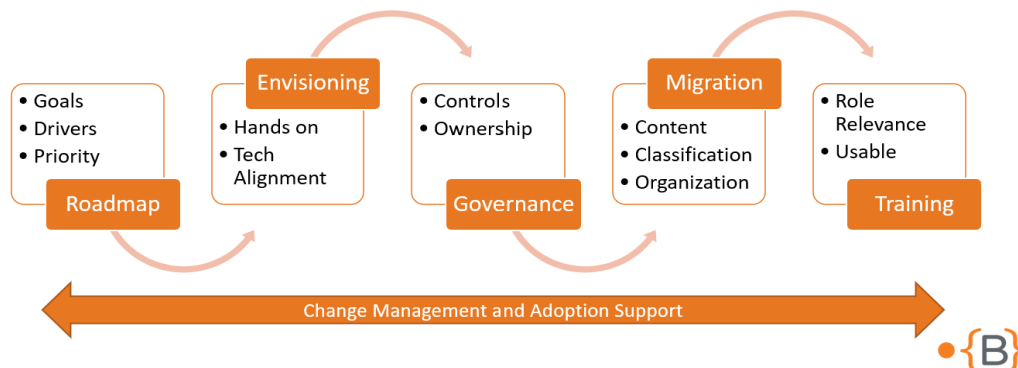 • Goals
• Drivers
• Priority
Roadmap
Envisioning
• Hands on
• Tech
Alignment
• Controls
• Ownership
Governance
Migration
• Content
• Classification
• Organization
• Role
Relevance
• Usable
Training
Change Management and Adoption Support
{B}